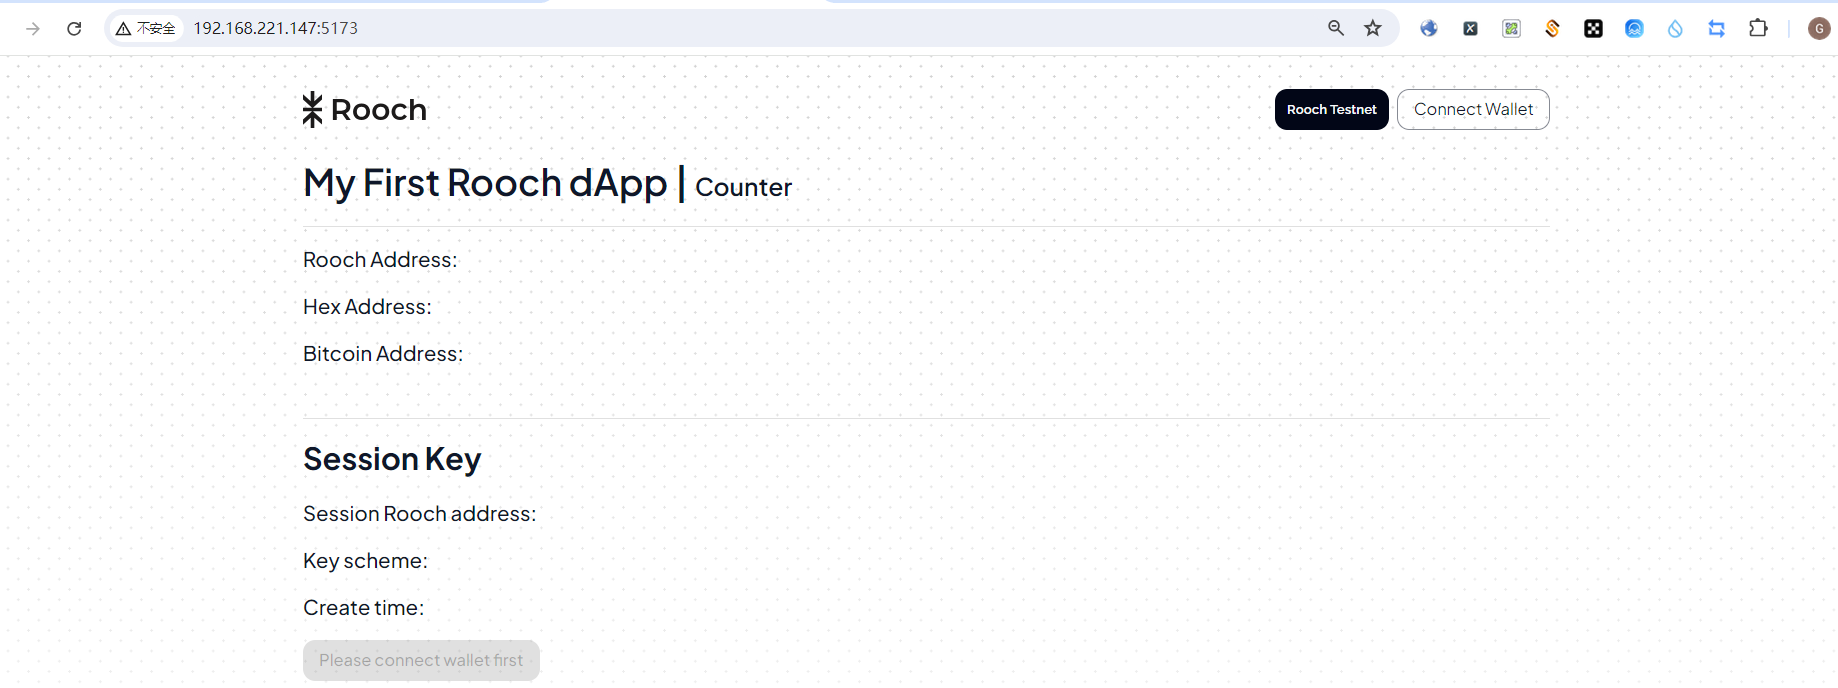 不安全 192.168.221.147:5173
G
Rooch
Rooch Testnet
Connect Wallet
My First Rooch dApp | Counter
Rooch Address:
Hex Address:
Bitcoin Address:
Session Key
Session Rooch address:
Key scheme:
Create time:
Please connect wallet first